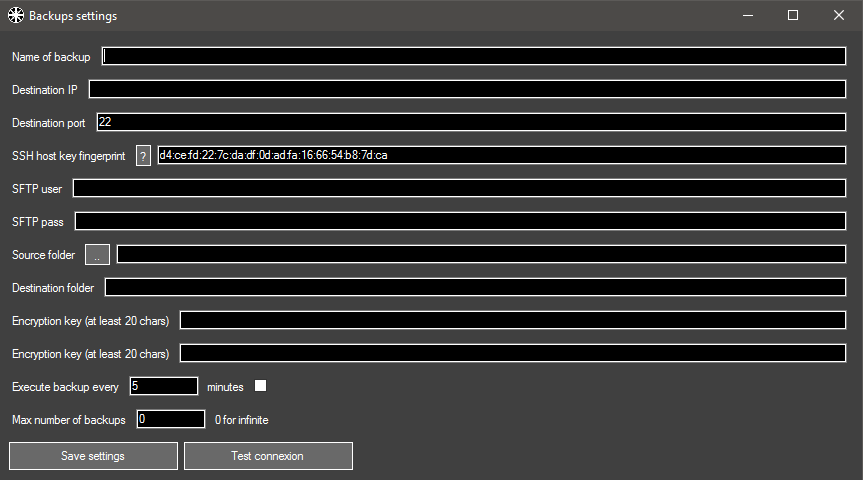 Backups settings
Name of backup
Destination IP
Destination port 22
SSH host key fingerprint ? d4:ce:fd:22:7c:da:df:0d:ad:fa:16:66:54:b8:7d:ca
SFTP user
SFTP pass
Source folder ..
Destination folder
Encryption key (at least 20 chars)
Encryption key (at least 20 chars)
Execute backup every 5 minutes
Max number of backups 0 0 for infinite
Save settings Test connexion